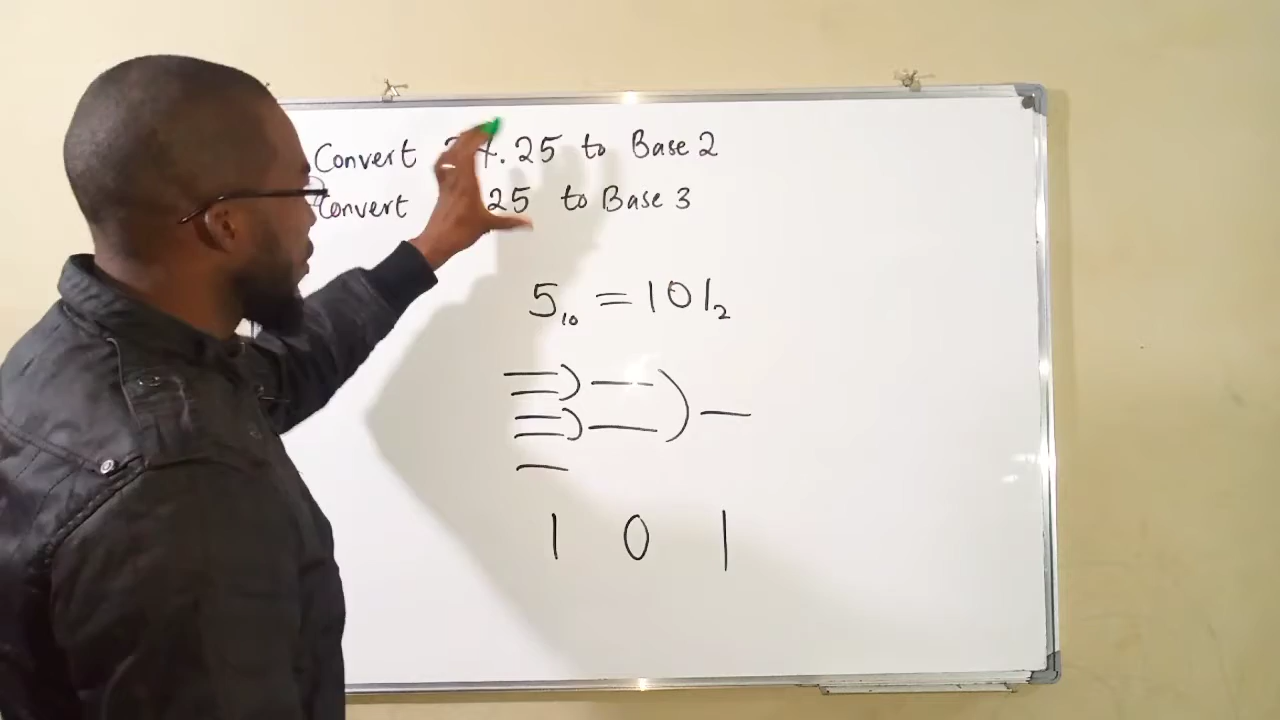 Convert .25 to Base 2
Convert 25 to Base 3
5₁₀ = 101₂
1 0 1